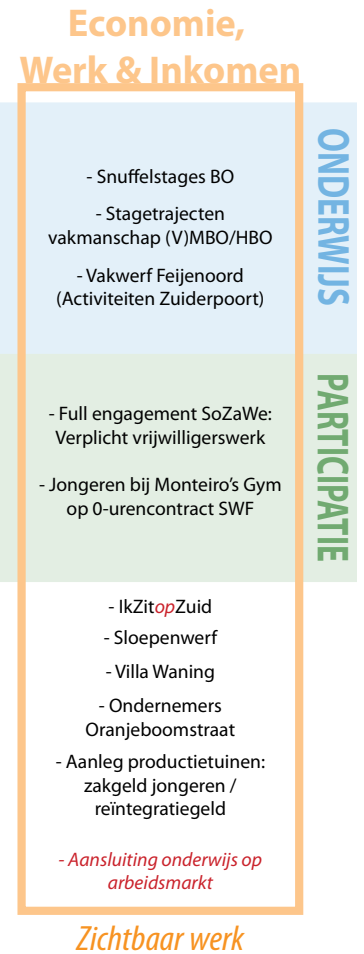 Economie,
Werk & Inkomen
ONDERWIJS
- Snuffelstages BO
- Stagetrajecten
vakmanschap (V)MBO/HBO
- Vakwerf Feijenoord
(Activiteiten Zuiderpoort)
PARTICIPATIE
- Full engagement SoZaWe:
Verplicht vrijwilligerswerk
- Jongeren bij Monteiro's Gym
op 0-urencontract SWF
- IkZitopZuid
- Sloepenwerf
- Villa Waning
- Ondernemers
Oranjeboomstraat
- Aanleg productietuinen:
zakgeld jongeren /
reïntegratiegeld
- Aansluiting onderwijs op
arbeidsmarkt
Zichtbaar werk